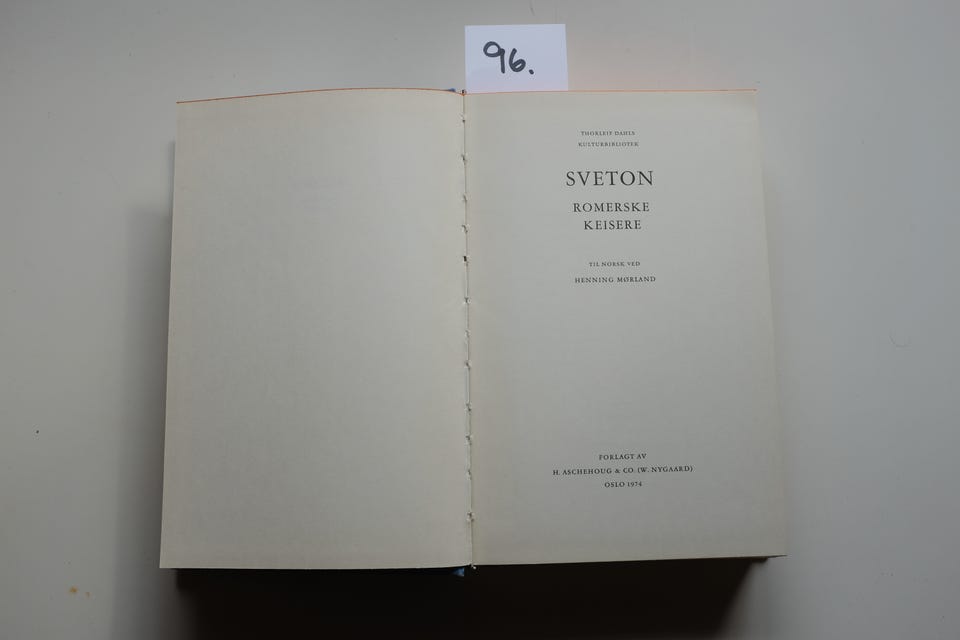 96.
THORLEIF DAHLS
KULTURBIBLIOTEK
SVETON
ROMERSKE
KEISERE
TIL NORSK VED
HENNING MØRLAND
FORLAGT AV
H. ASCHEHOUG & CO. (W. NYGAARD)
OSLO 1974